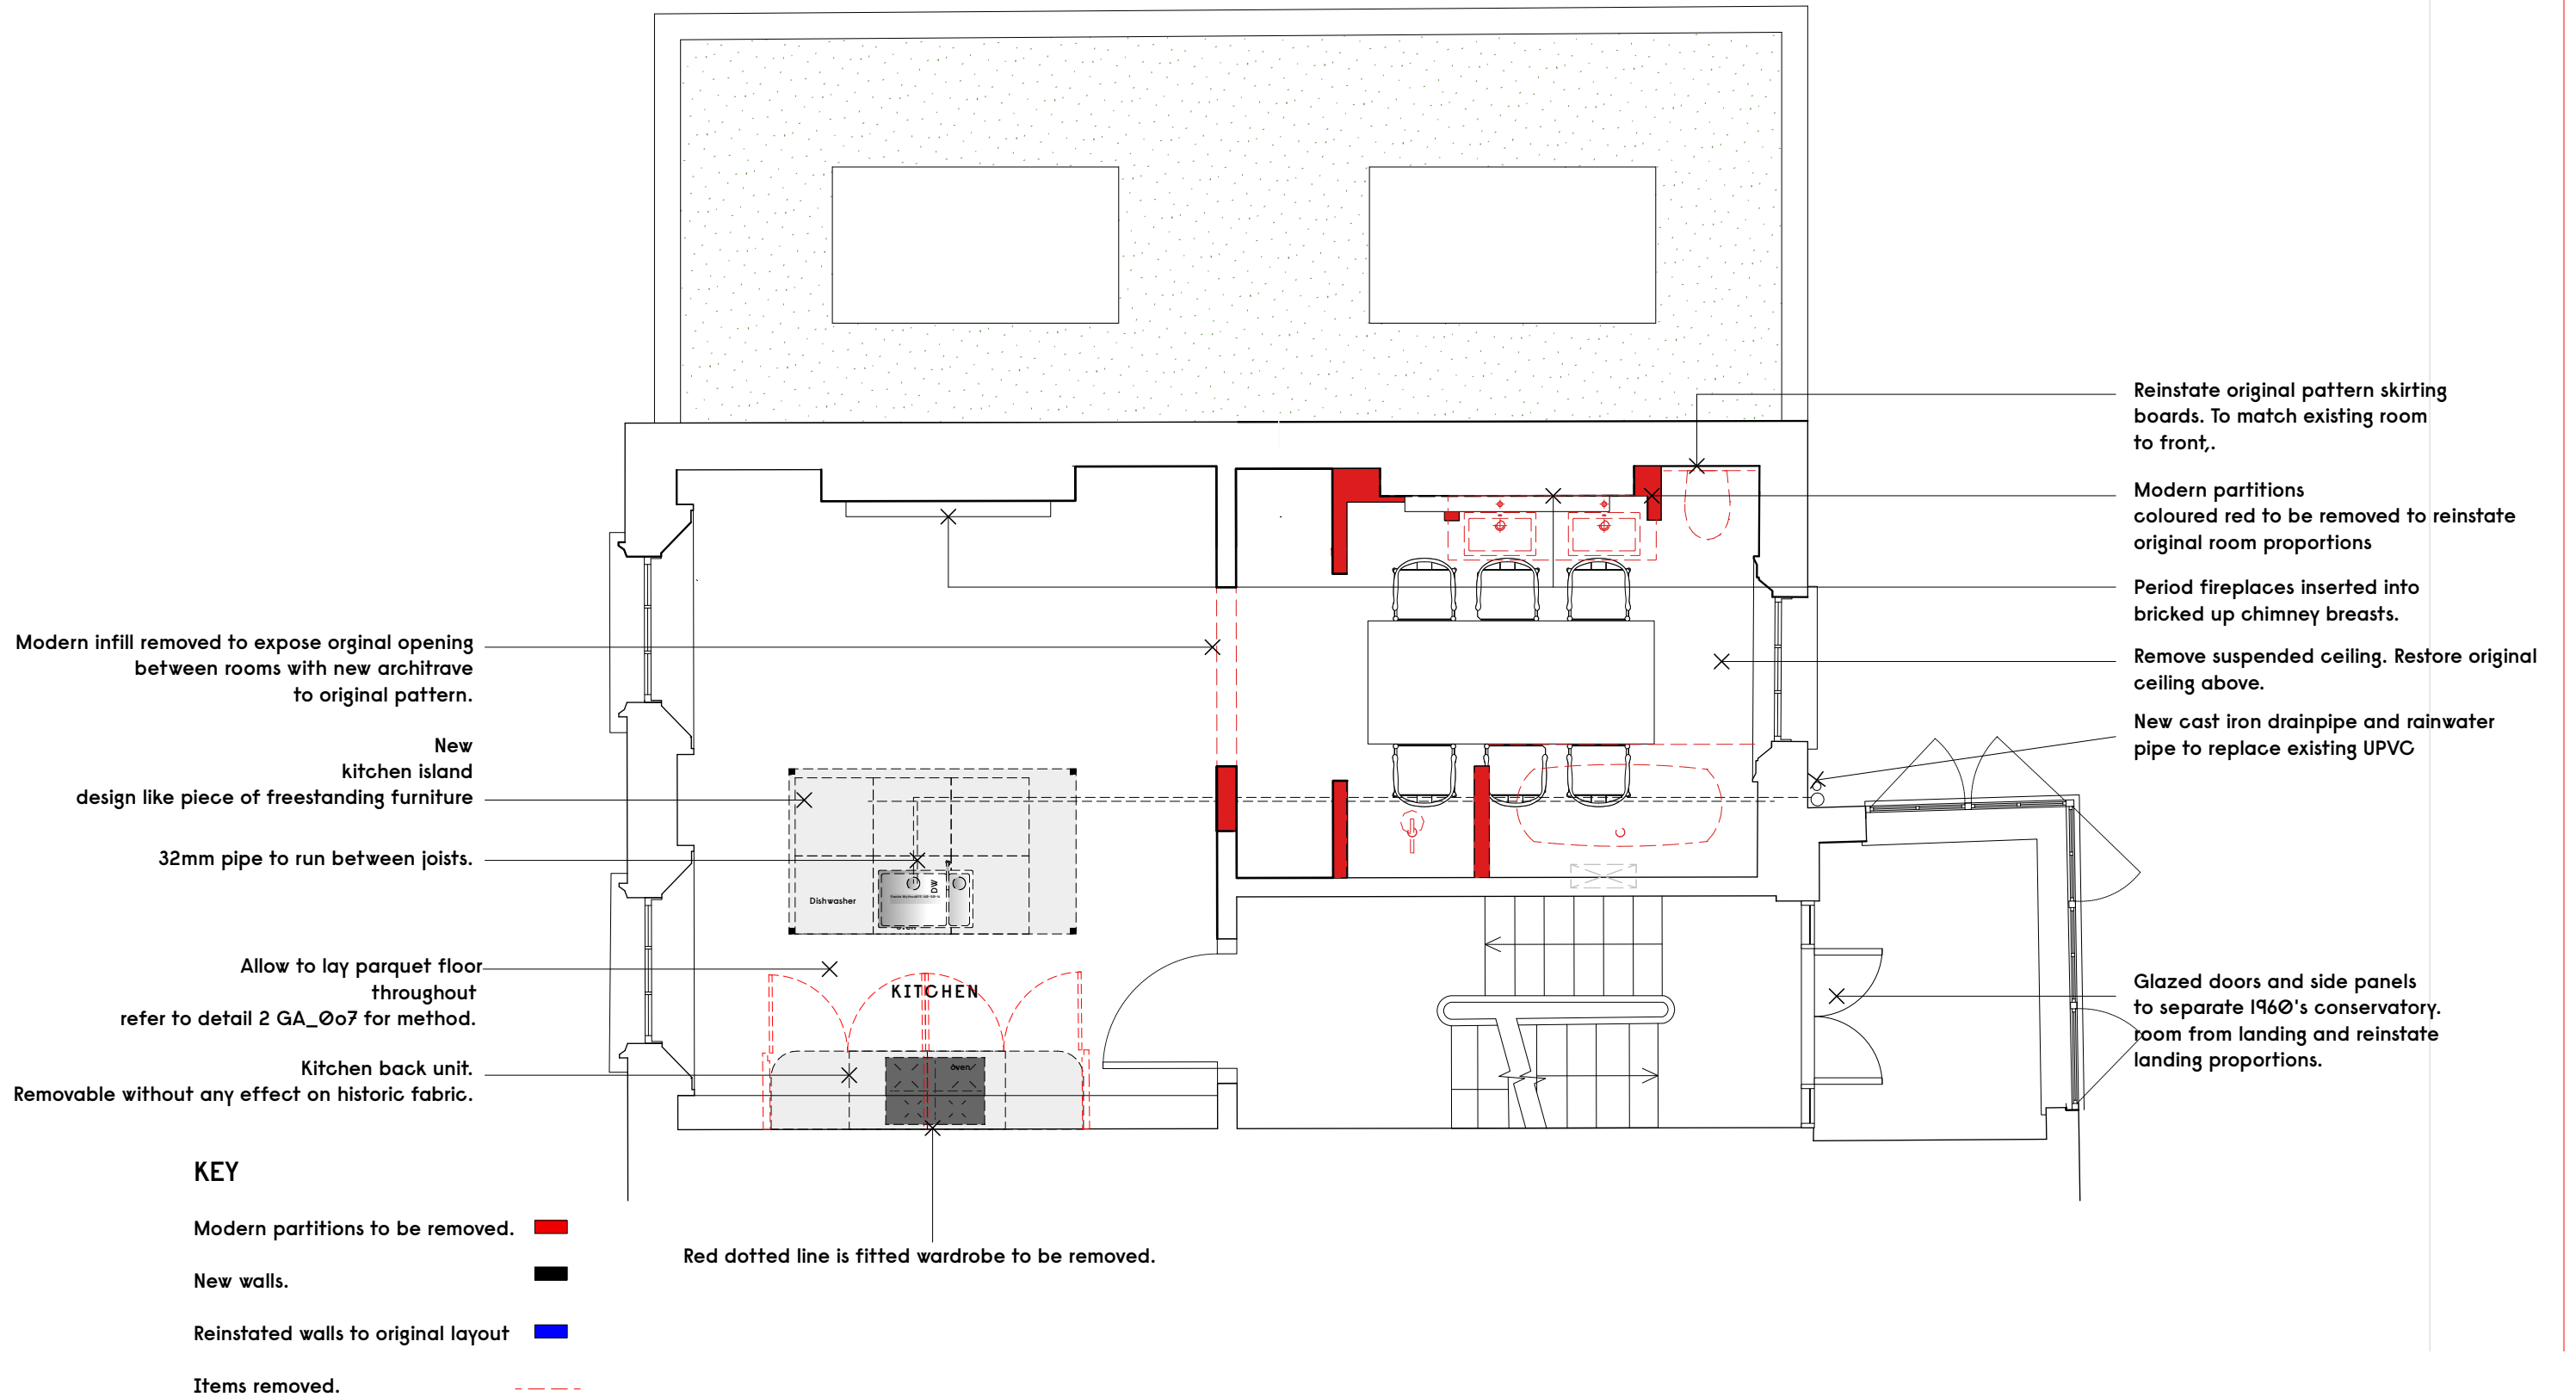 Reinstate original pattern skirting
boards. To match existing room
to front,.
Modern partitions
coloured red to be removed to reinstate
original room proportions
Period fireplaces inserted into
bricked up chimney breasts.
Remove suspended ceiling. Restore original
ceiling above.
New cast iron drainpipe and rainwater
pipe to replace existing UPVC
Glazed doors and side panels
to separate 1960's conservatory.
room from landing and reinstate
landing proportions.
Modern infill removed to expose orginal opening
between rooms with new architrave
to original pattern.
New
kitchen island
design like piece of freestanding furniture
32mm pipe to run between joists.
Allow to lay parquet floor
throughout
refer to detail 2 GA_0o7 for method.
Kitchen back unit.
Removable without any effect on historic fabric.
Dishwasher
DW
KITCHEN
oven
Red dotted line is fitted wardrobe to be removed.
KEY
Modern partitions to be removed.
New walls.
Reinstated walls to original layout
Items removed.